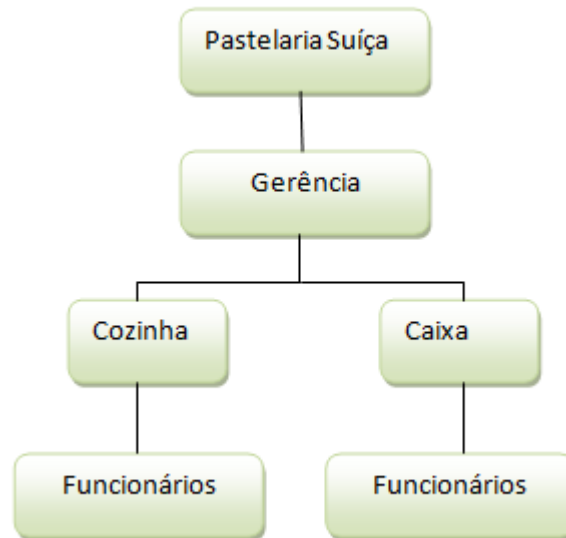 Pastelaria Suíça
Gerência
Cozinha
Caixa
Funcionários
Funcionários